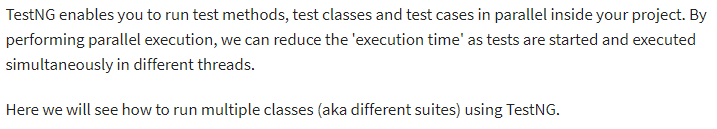 TestNG enables you to run test methods, test classes and test cases in parallel inside your project. By
performing parallel execution, we can reduce the 'execution time' as tests are started and executed
simultaneously in different threads.
Here we will see how to run multiple classes (aka different suites) using TestNG.